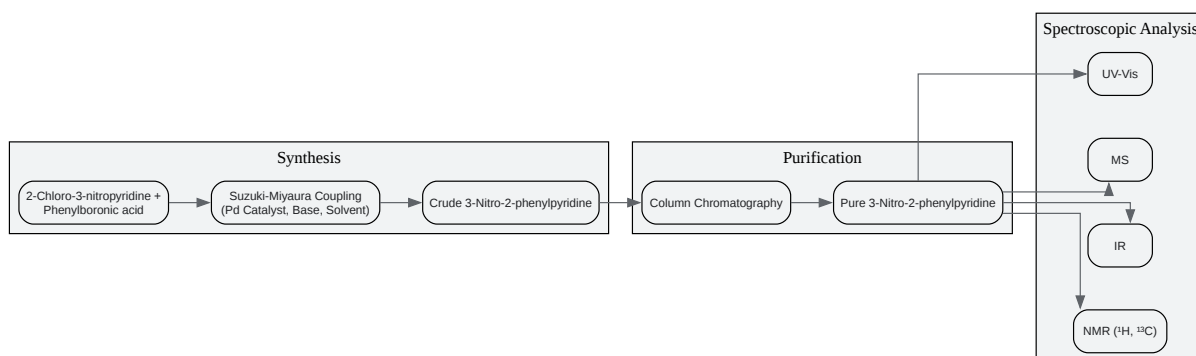 Synthesis
2-Chloro-3-nitropyridine +
Phenylboronic acid
Suzuki-Miyaura Coupling
(Pd Catalyst, Base, Solvent)
Crude 3-Nitro-2-phenylpyridine
Purification
Column Chromatography
Pure 3-Nitro-2-phenylpyridine
Spectroscopic Analysis
UV-Vis
MS
IR
NMR (¹H, ¹³C)